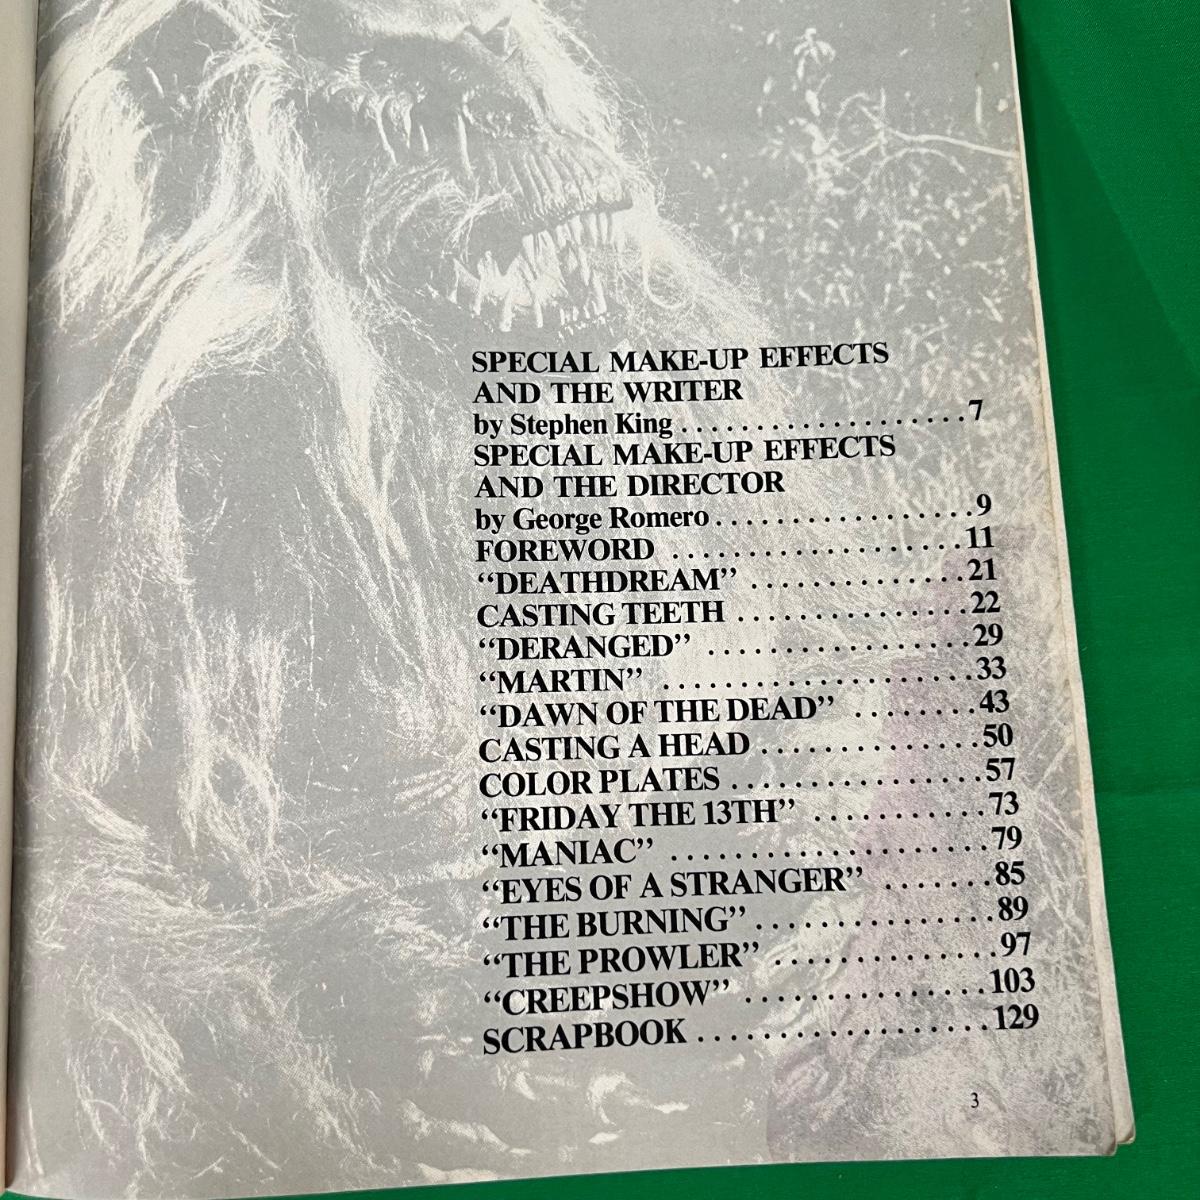 SPECIAL MAKE-UP EFFECTS
AND THE WRITER
by Stephen King ................... 7
SPECIAL MAKE-UP EFFECTS
AND THE DIRECTOR
by George Romero ................. 9
FOREWORD ................... 11
“DEATHDREAM” .............. 21
CASTING TEETH ............... 22
“DERANGED” ................. 29
“MARTIN” .................... 33
“DAWN OF THE DEAD” ........ 43
CASTING A HEAD .............. 50
COLOR PLATES ................ 57
“FRIDAY THE 13TH” ........... 73
“MANIAC” .................... 79
“EYES OF A STRANGER” ....... 85
“THE BURNING” ............... 89
“THE PROWLER” .............. 97
“CREEPSHOW” ................ 103
SCRAPBOOK ................... 129
3